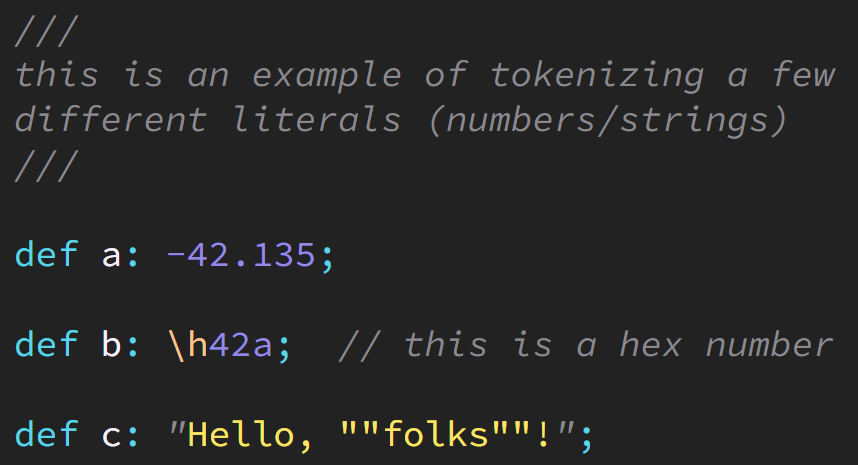 ///
this is an example of tokenizing a few
different literals (numbers/strings)
///
def a: -42.135;
def b: \h42a;  // this is a hex number
def c: "Hello, ""folks""!";